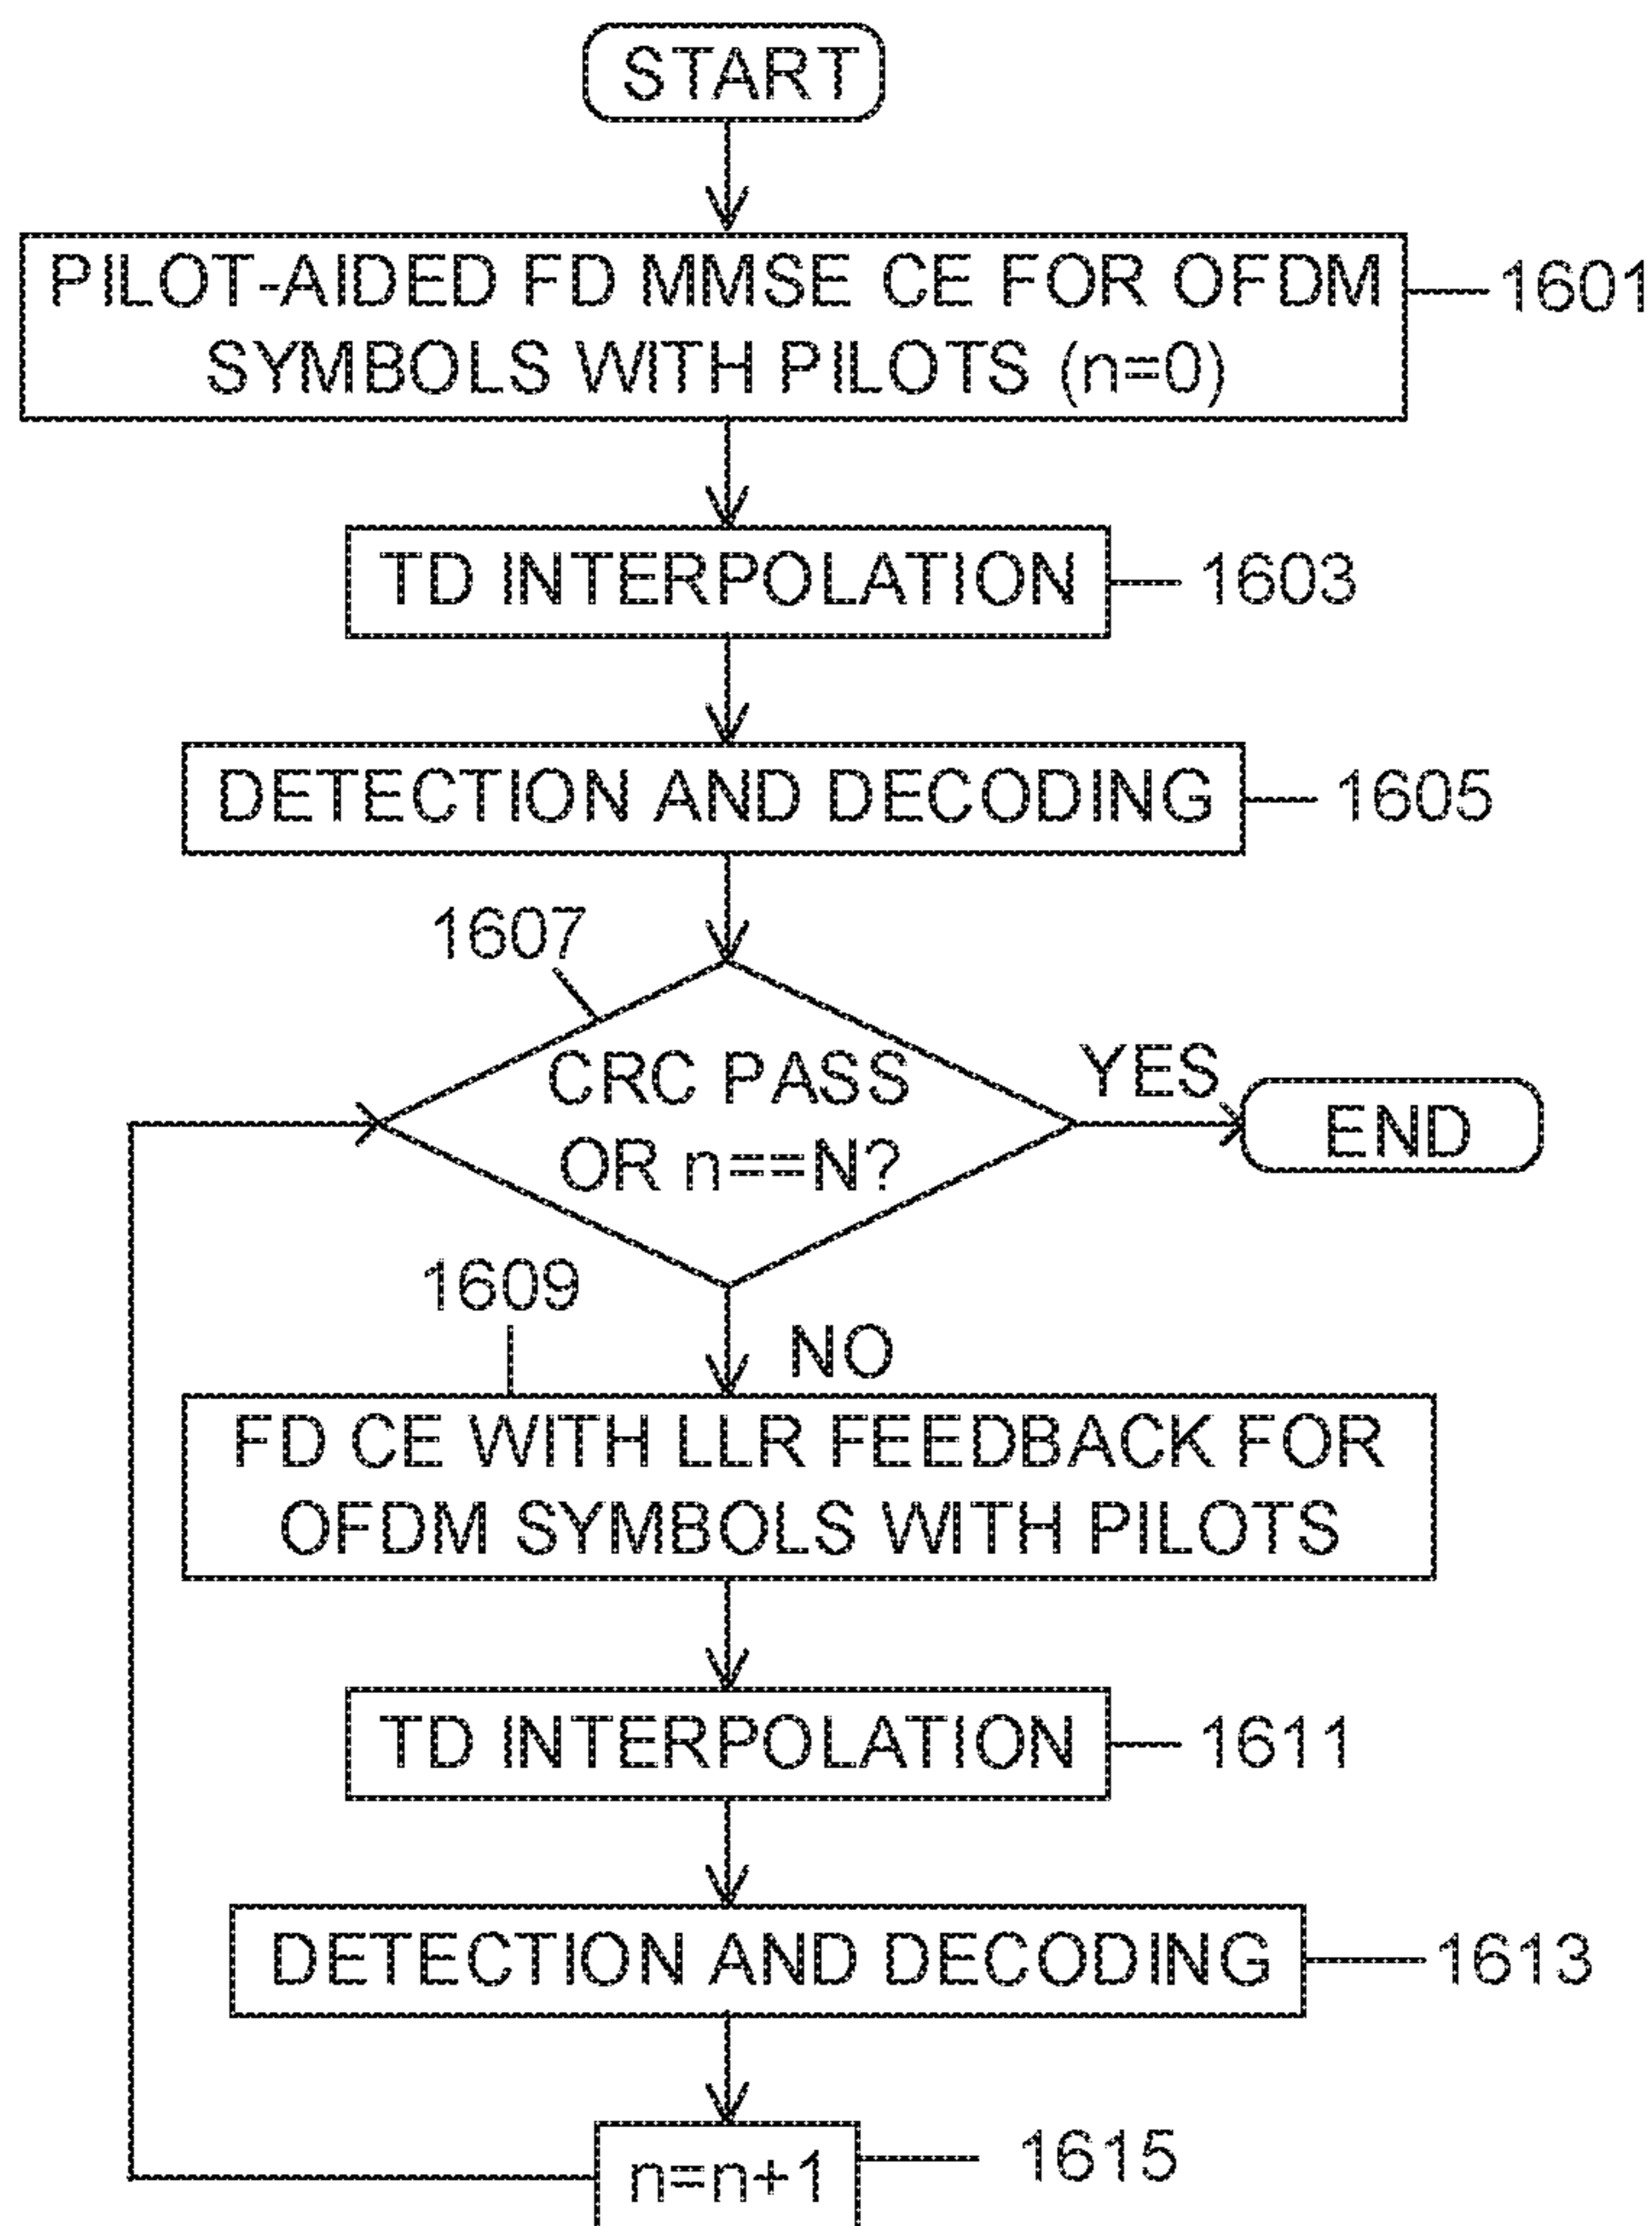 START
PILOT-AIDED FD MMSE CE FOR OFDM
SYMBOLS WITH PILOTS (n=0)
1601
TD INTERPOLATION
1603
DETECTION AND DECODING
1605
1607
CRC PASS
OR n==N?
YES
END
1609
NO
FD CE WITH LLR FEEDBACK FOR
OFDM SYMBOLS WITH PILOTS
TD INTERPOLATION
1611
DETECTION AND DECODING
1613
n=n+1
1615